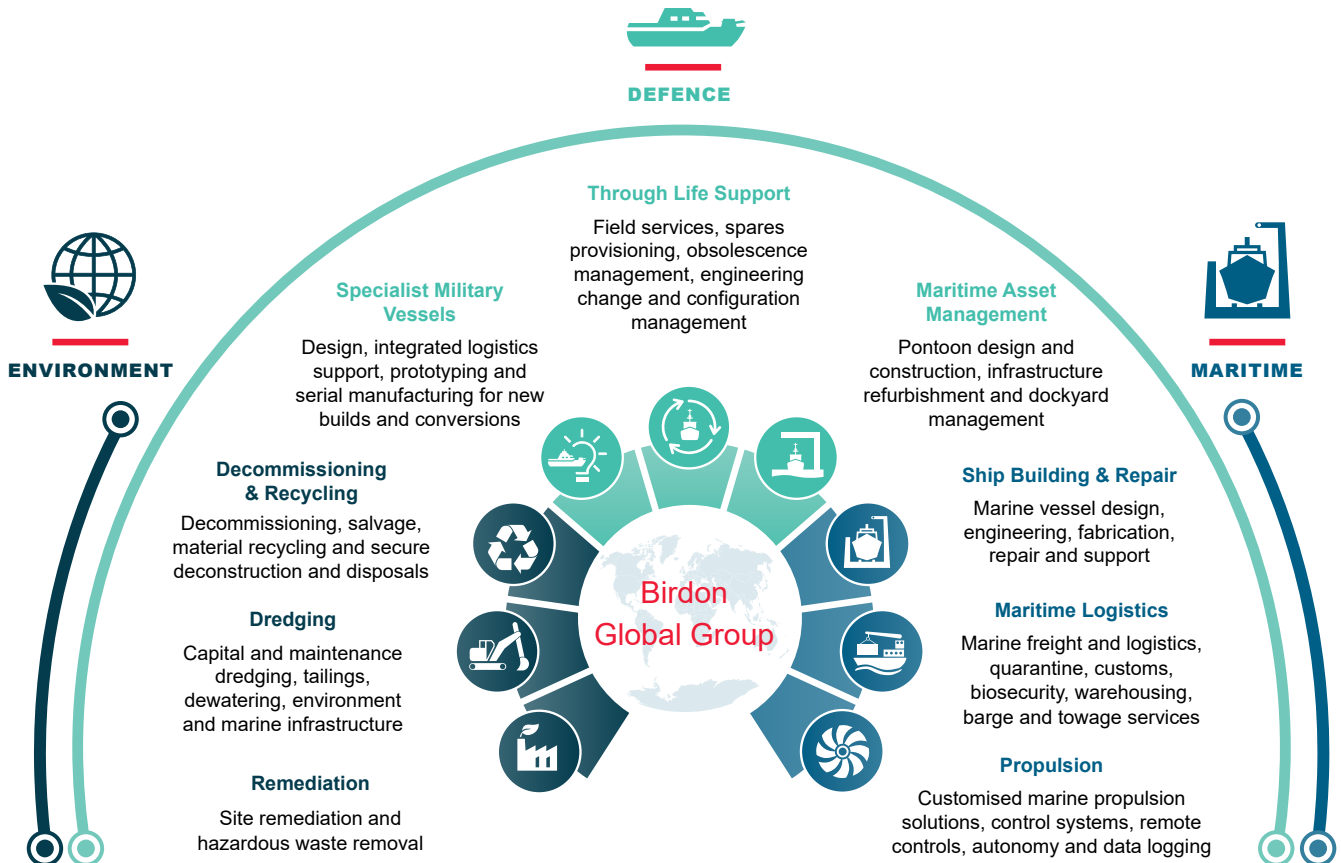 DEFENCE
ENVIRONMENT
MARITIME
Through Life Support
Field services, spares
provisioning, obsolescence
management, engineering
change and configuration
management
Specialist Military
Vessels
Design, integrated logistics
support, prototyping and
serial manufacturing for new
builds and conversions
Maritime Asset
Management
Pontoon design and
construction, infrastructure
refurbishment and dockyard
management
Decommissioning
& Recycling
Decommissioning, salvage,
material recycling and secure
deconstruction and disposals
Dredging
Capital and maintenance
dredging, tailings,
dewatering, environment
and marine infrastructure
Remediation
Site remediation and
hazardous waste removal
Birdon
Global Group
Ship Building & Repair
Marine vessel design,
engineering, fabrication,
repair and support
Maritime Logistics
Marine freight and logistics,
quarantine, customs,
biosecurity, warehousing,
barge and towage services
Propulsion
Customised marine propulsion
solutions, control systems, remote
controls, autonomy and data logging